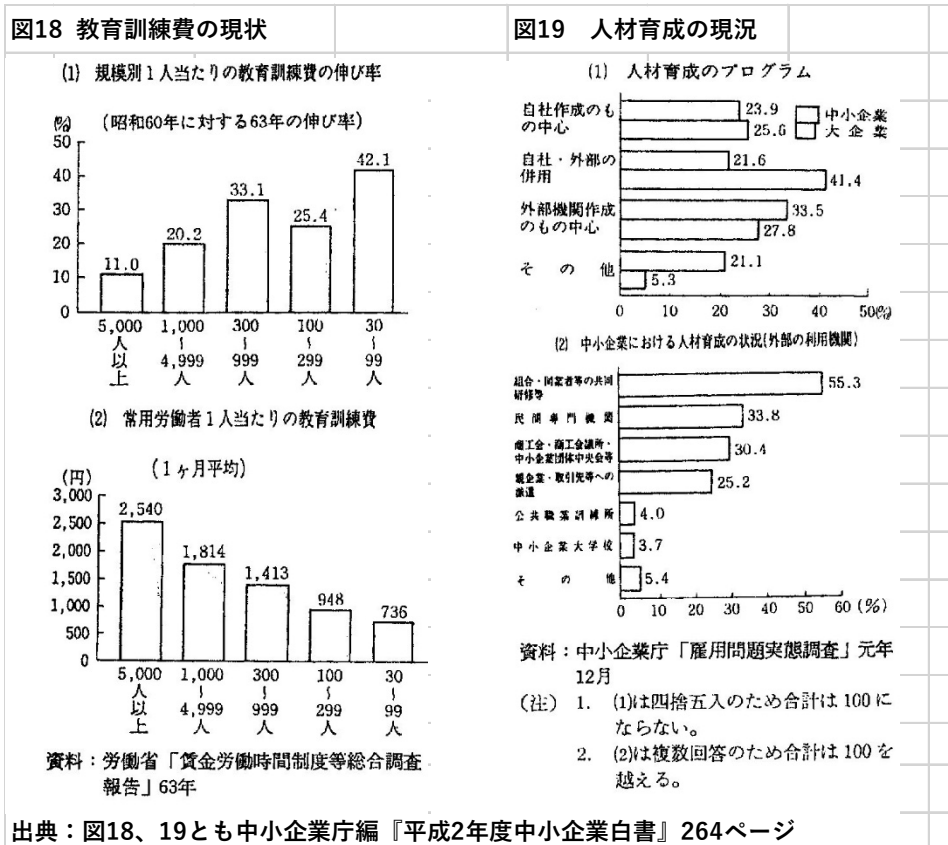 図18 教育訓練費の現状
(1) 規模別1人当たりの教育訓練費の伸び率
(昭和60年に対する63年の伸び率)
(%)
50
40
30
20
10
0
11.0
20.2
33.1
25.4
42.1
5,000人以上
1,000～4,999人
300～999人
100～299人
30～99人
(2) 常用労働者1人当たりの教育訓練費
(1ヶ月平均)
(円)
3,000
2,500
2,000
1,500
1,000
500
0
2,540
1,814
1,413
948
736
5,000人以上
1,000～4,999人
300～999人
100～299人
30～99人
資料：労働省「賃金労働時間制度等総合調査
報告」63年
図19 人材育成の現況
(1) 人材育成のプログラム
中小企業
大企業
自社作成のも
の中心
23.9
25.6
自社・外部の
併用
21.6
41.4
外部機関作成
のもの中心
33.5
27.8
その他
21.1
5.3
0 10 20 30 40 50(%)
(2) 中小企業における人材育成の状況(外部の利用機関)
組合・同業者等の共同
研修等
55.3
民間専門機関
33.8
商工会・商工会議所・
中小企業団体中央会等
30.4
親企業・取引先等への
派遣
25.2
公共職業訓練所
4.0
中小企業大学校
3.7
その他
5.4
0 10 20 30 40 50 60 (%)
資料：中小企業庁「雇用問題実態調査」元年
12月
(注) 1. (1)は四捨五入のため合計は100に
ならない。
2. (2)は複数回答のため合計は100を
越える。
出典：図18、19とも中小企業庁編『平成2年度中小企業白書』264ページ